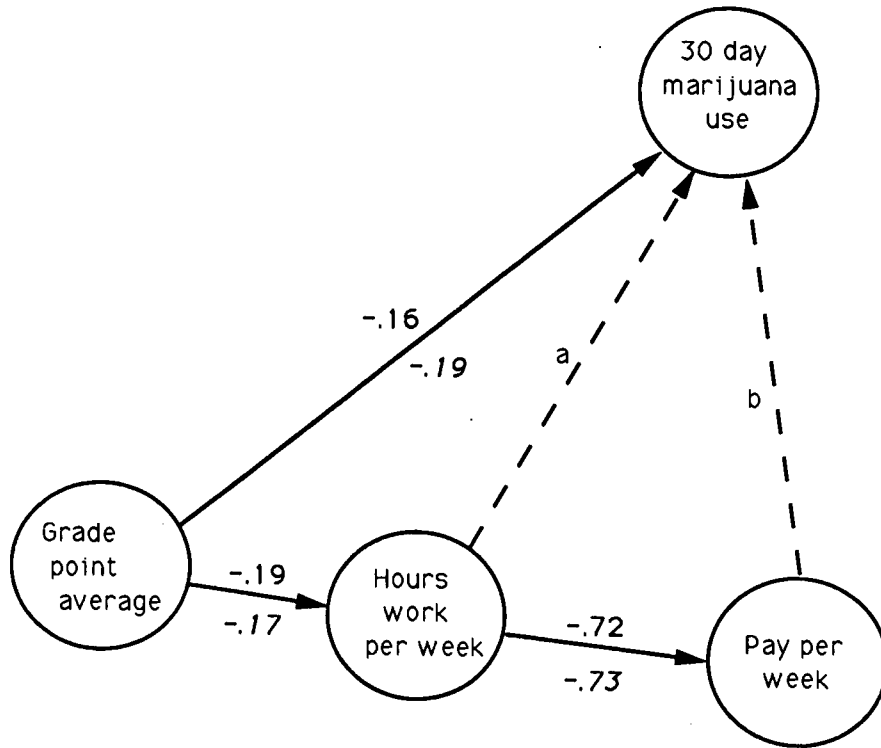 30 day
marijuana
use
-.16
-.19
a
b
Grade
point
average
-.19
-.17
Hours
work
per week
-.72
-.73
Pay per
week